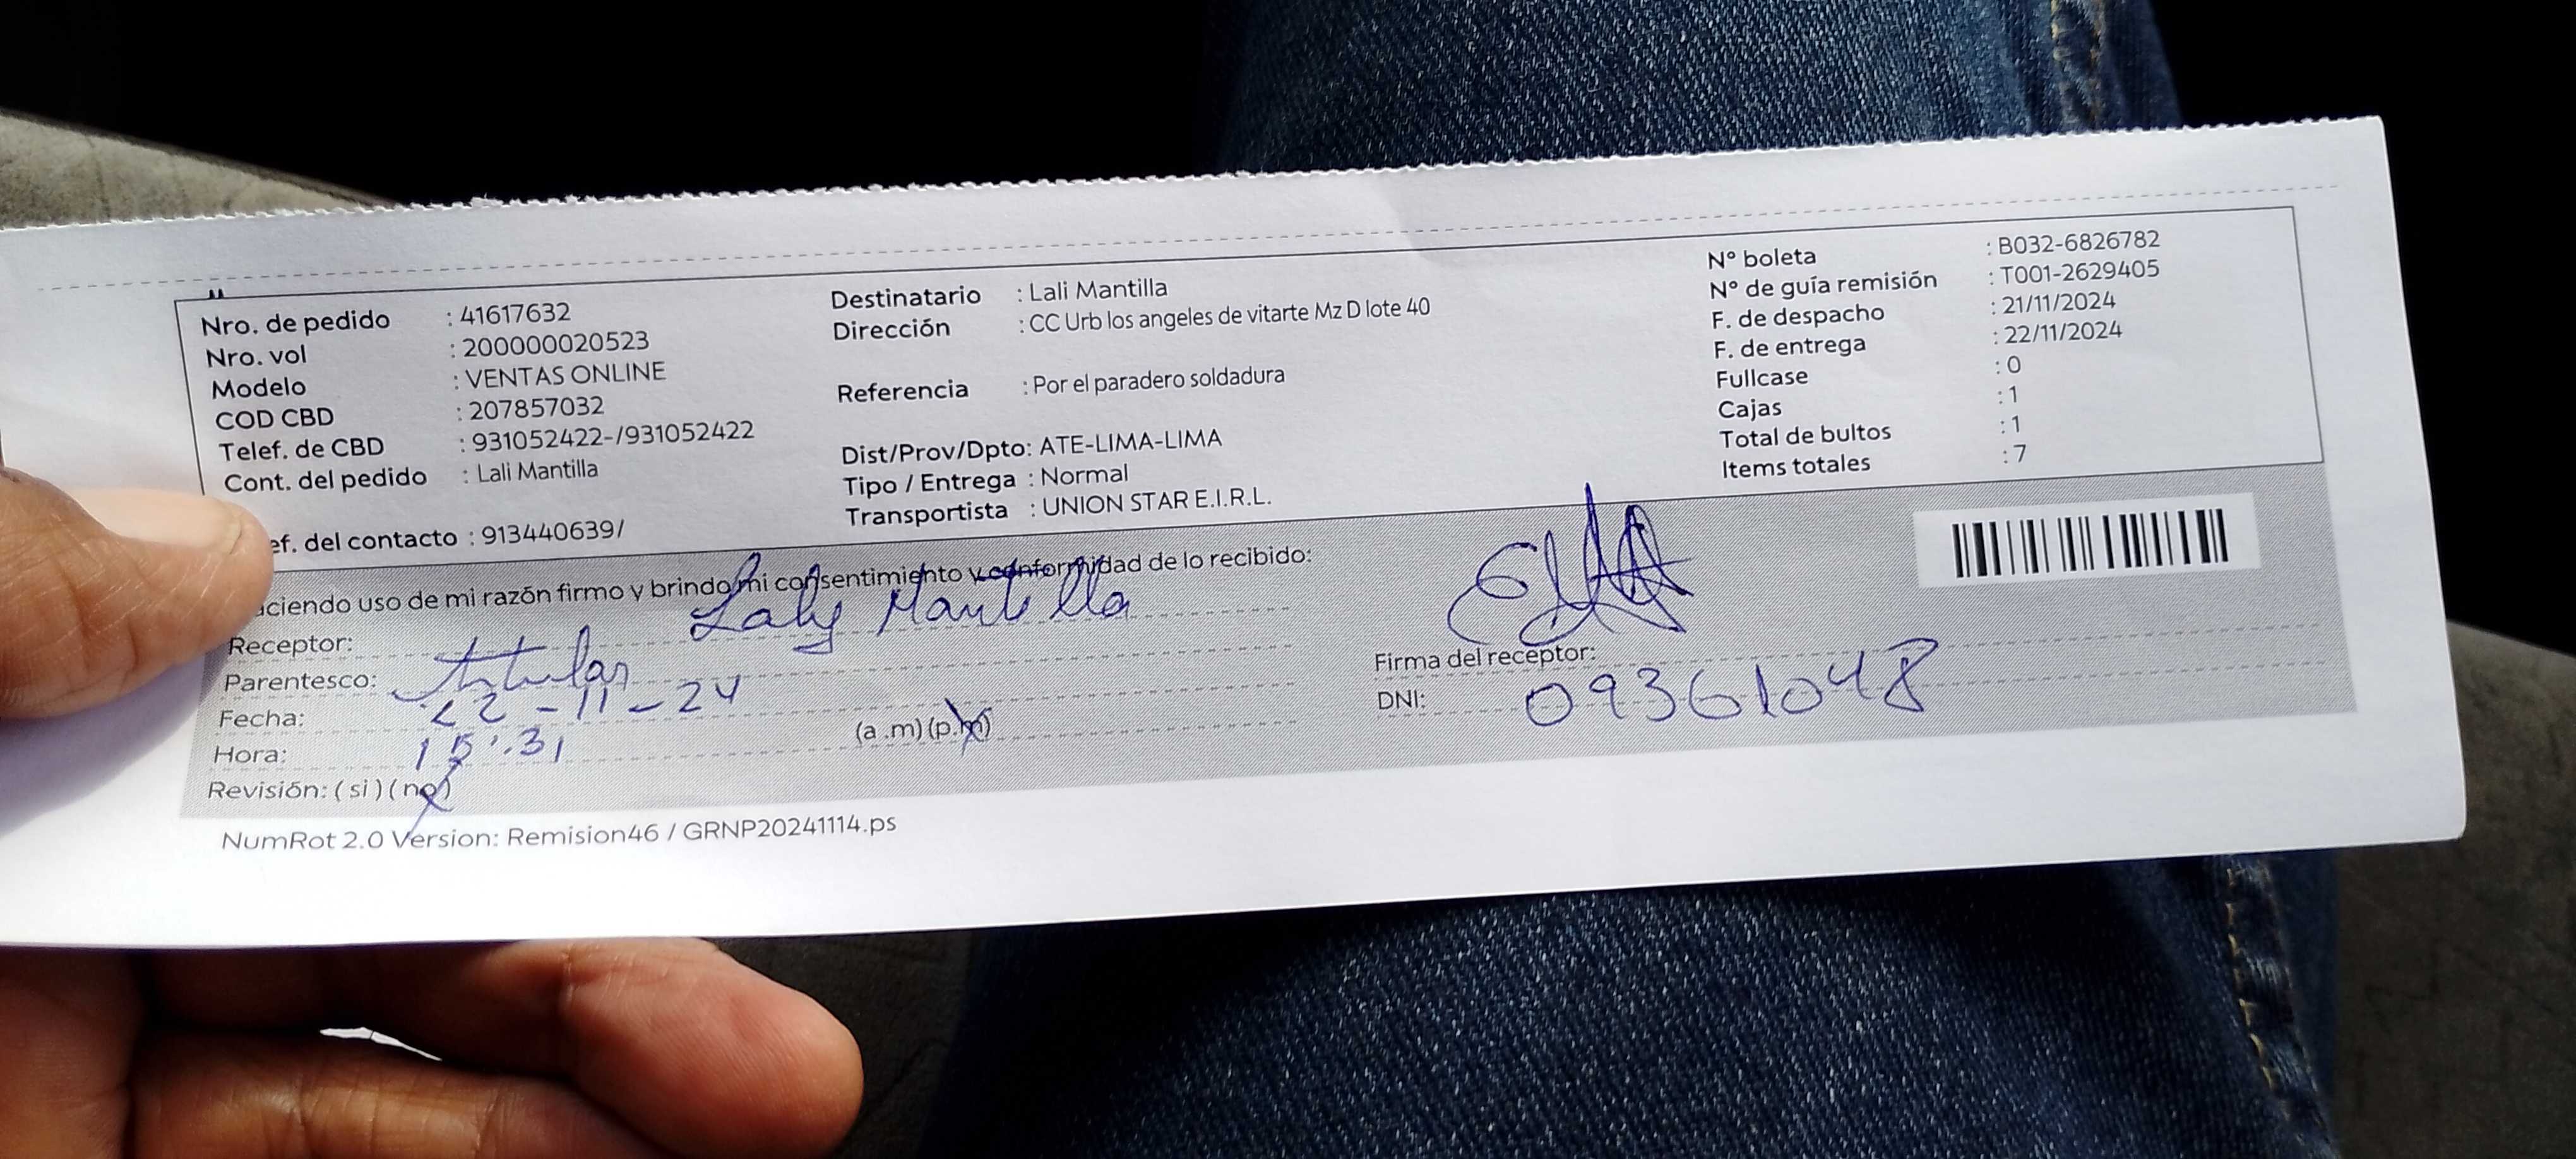 Nro. de pedido : 41617632
Nro. vol : 200000020523
Modelo : VENTAS ONLINE
COD CBD : 207857032
Telef. de CBD : 931052422-/931052422
Cont. del pedido : Lali Mantilla
ef. del contacto : 913440639/
Destinatario : Lali Mantilla
Dirección : CC Urb los angeles de vitarte Mz D lote 40
Referencia : Por el paradero soldadura
Dist/Prov/Dpto: ATE-LIMA-LIMA
Tipo / Entrega : Normal
Transportista : UNION STAR E.I.R.L.
N° boleta : B032-6826782
N° de guía remisión : T001-2629405
F. de despacho : 21/11/2024
F. de entrega : 22/11/2024
Fullcase : 0
Cajas : 1
Total de bultos : 1
Items totales : 7
aciendo uso de mi razón firmo y brindo mi consentimiento y conformidad de lo recibido:
Receptor: Laly Mantilla
Parentesco: titular
Fecha: 22-11-24
Hora: 15:31 (a.m) (p.m)
Revisión: (si) (no)
Firma del receptor:
DNI: 09361048
NumRot 2.0 Version: Remision46 / GRNP20241114.ps